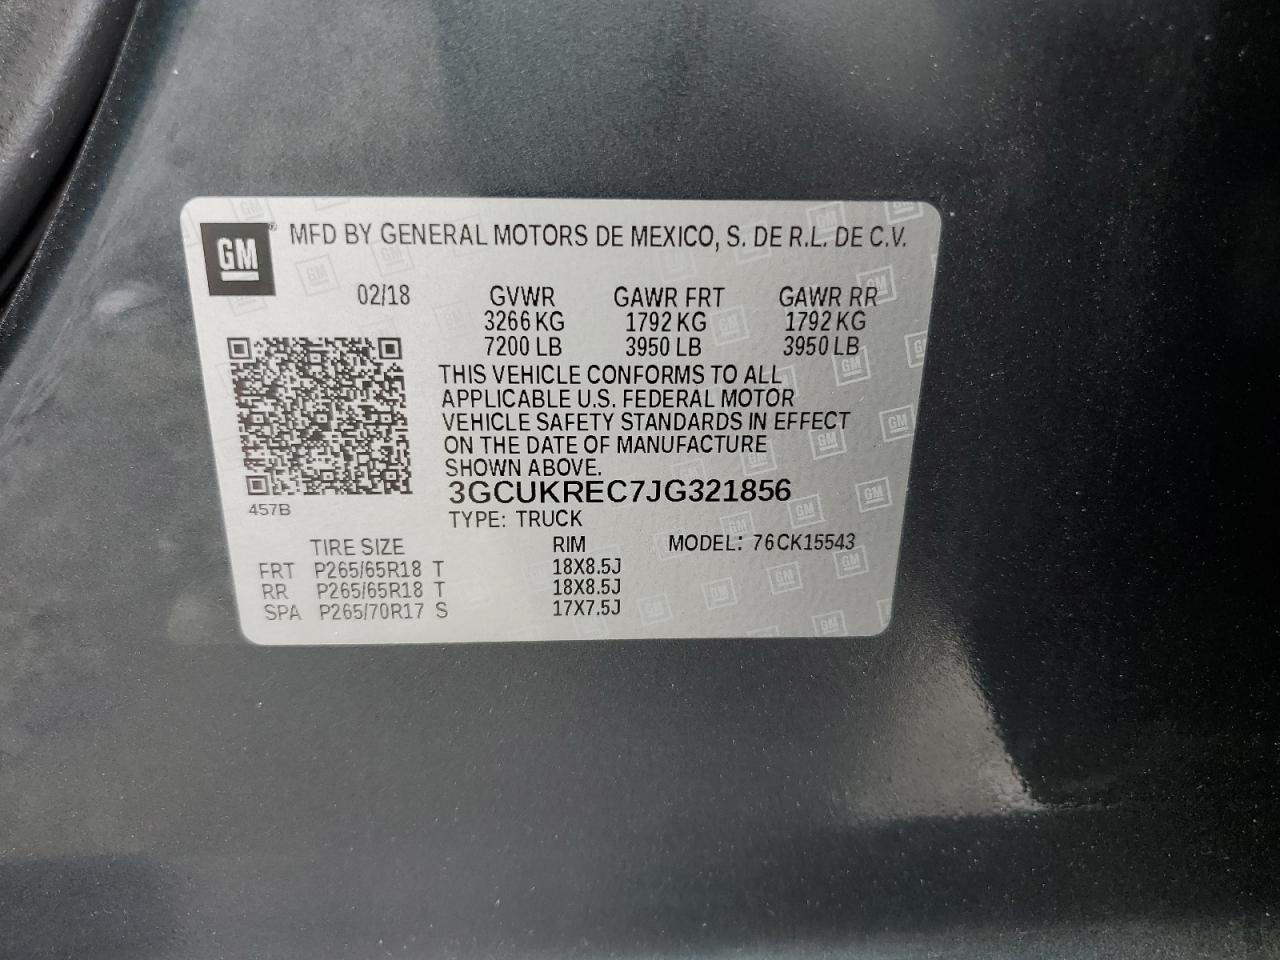 GM® MFD BY GENERAL MOTORS DE MEXICO, S. DE R.L. DE C.V.
02/18 GVWR GAWR FRT GAWR RR
3266 KG 1792 KG 1792 KG
7200 LB 3950 LB 3950 LB
THIS VEHICLE CONFORMS TO ALL
APPLICABLE U.S. FEDERAL MOTOR
VEHICLE SAFETY STANDARDS IN EFFECT
ON THE DATE OF MANUFACTURE
SHOWN ABOVE.
3GCUKREC7JG321856
457B
TYPE: TRUCK
TIRE SIZE RIM MODEL: 76CK15543
FRT P265/65R18 T 18X8.5J
RR P265/65R18 T 18X8.5J
SPA P265/70R17 S 17X7.5J